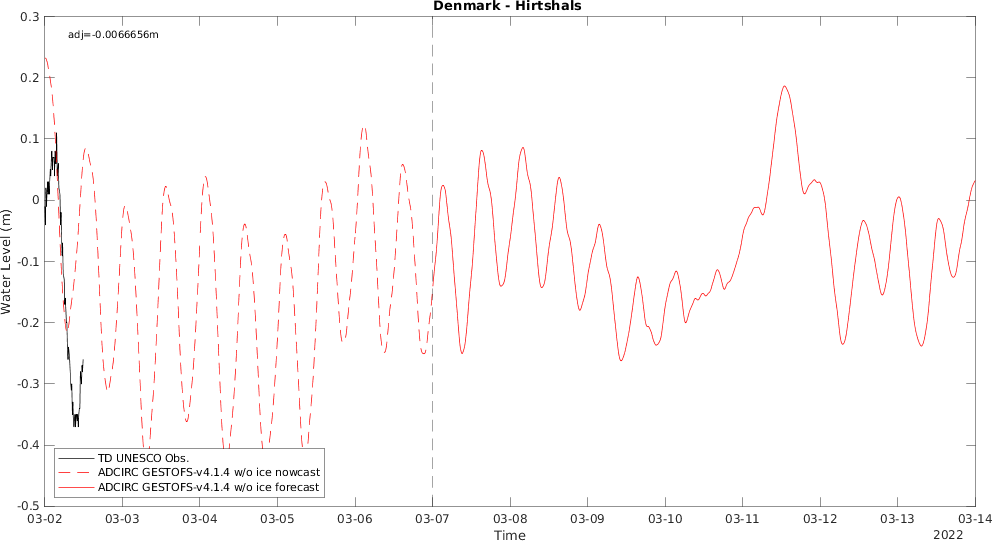 Denmark - Hirtshals
adj=-0.0066656m
0.3
0.2
0.1
0
-0.1
-0.2
-0.3
-0.4
-0.5
Water Level (m)
TD UNESCO Obs.
ADCIRC GESTOFS-v4.1.4 w/o ice nowcast
ADCIRC GESTOFS-v4.1.4 w/o ice forecast
03-02 03-03 03-04 03-05 03-06 03-07 03-08 03-09 03-10 03-11 03-12 03-13 03-14
Time
2022